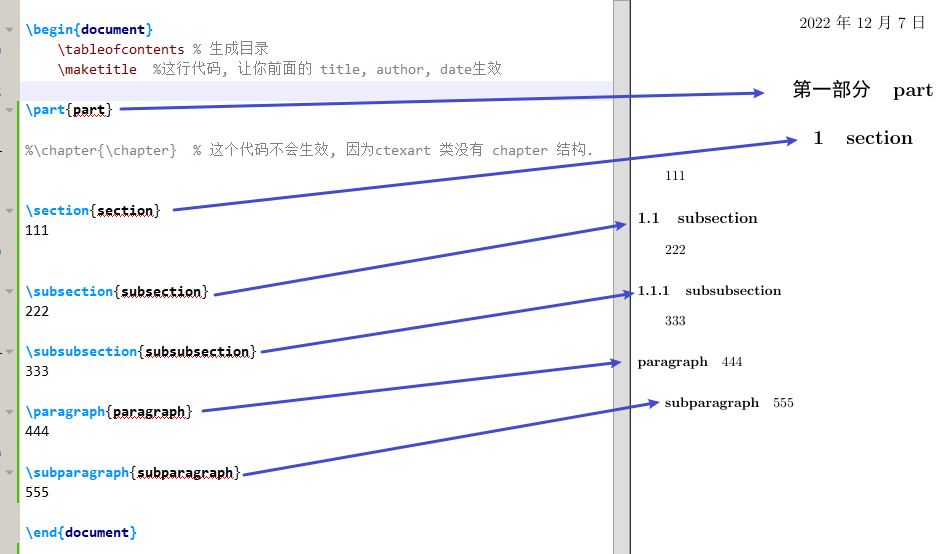 \begin{document}
\tableofcontents % 生成目录
\maketitle %这行代码, 让你前面的 title, author, date生效
\part{part}
%\chapter{\chapter} % 这个代码不会生效, 因为ctexart 类没有 chapter 结构.
\section{section}
111
\subsection{subsection}
222
\subsubsection{subsubsection}
333
\paragraph{paragraph}
444
\subparagraph{subparagraph}
555
\end{document}
2022 年 12 月 7 日
第一部分 part
1 section
111
1.1 subsection
222
1.1.1 subsubsection
333
paragraph 444
subparagraph 555